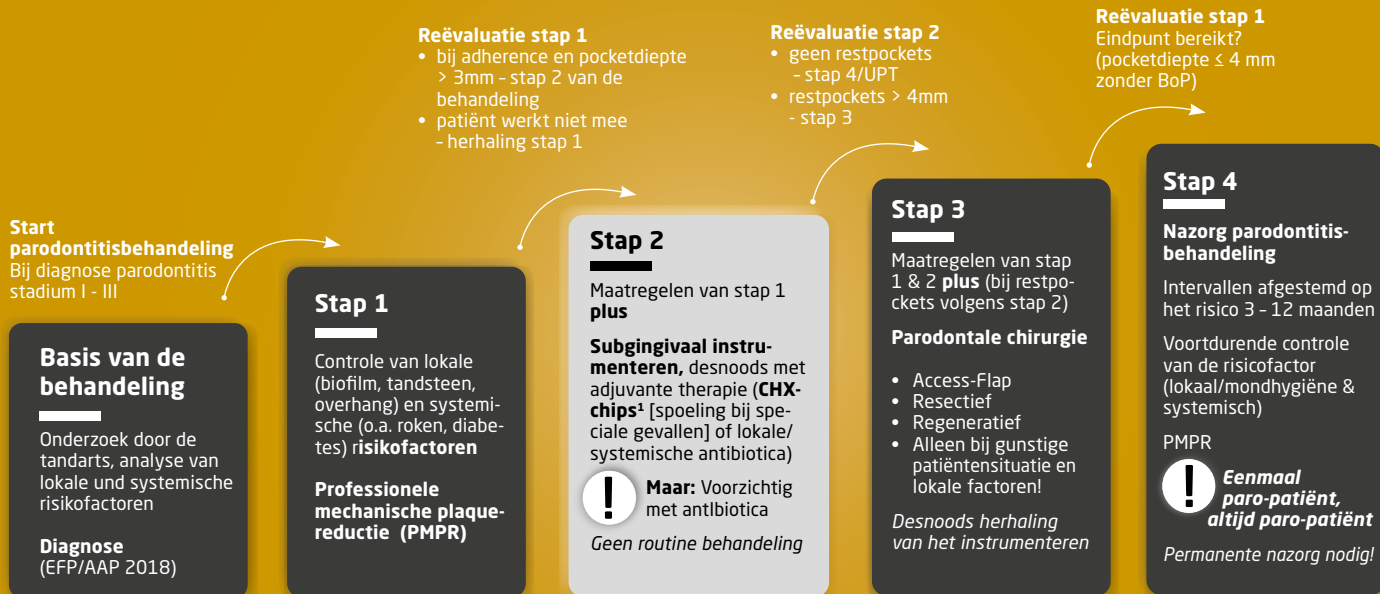 Start
parodontitisbehandeling
Bij diagnose parodontitis
stadium I - III
Basis van de
behandeling
Onderzoek door de
tandarts, analyse van
lokale und systemische
risikofactoren
Diagnose
(EFP/AAP 2018)
Stap 1
Controle van lokale
(biofilm, tandsteen,
overhang) en systemi-
sche (o.a. roken, diabe-
tes) risikofactoren
Professionele
mechanische plaque-
reductie (PMPR)
Reëvaluatie stap 1
• bij adherence en pocketdiepte
> 3mm – stap 2 van de
behandeling
• patiënt werkt niet mee
– herhaling stap 1
Stap 2
Maatregelen van stap 1
plus
Subgingivaal instru-
menteren, desnoods met
adjuvante therapie (CHX-
chips¹ [spoeling bij spe-
ciale gevallen] of lokale/
systemische antibiotica)
! Maar: Voorzichtig
met antIbiotica
Geen routine behandeling
Reëvaluatie stap 2
• geen restpockets
– stap 4/UPT
• restpockets > 4mm
- stap 3
Stap 3
Maatregelen van stap
1 & 2 plus (bij restpo-
ckets volgens stap 2)
Parodontale chirurgie
• Access-Flap
• Resectief
• Regeneratief
• Alleen bij gunstige
patiëntensituatie en
lokale factoren!
Desnoods herhaling
van het instrumenteren
Reëvaluatie stap 1
Eindpunt bereikt?
(pocketdiepte ≤ 4 mm
zonder BoP)
Stap 4
Nazorg parodontitis-
behandeling
Intervallen afgestemd op
het risico 3 – 12 maanden
Voortdurende controle
van de risicofactor
(lokaal/mondhygiëne &
systemisch)
PMPR
! Eenmaal
paro-patiënt,
altijd paro-patiënt
Permanente nazorg nodig!